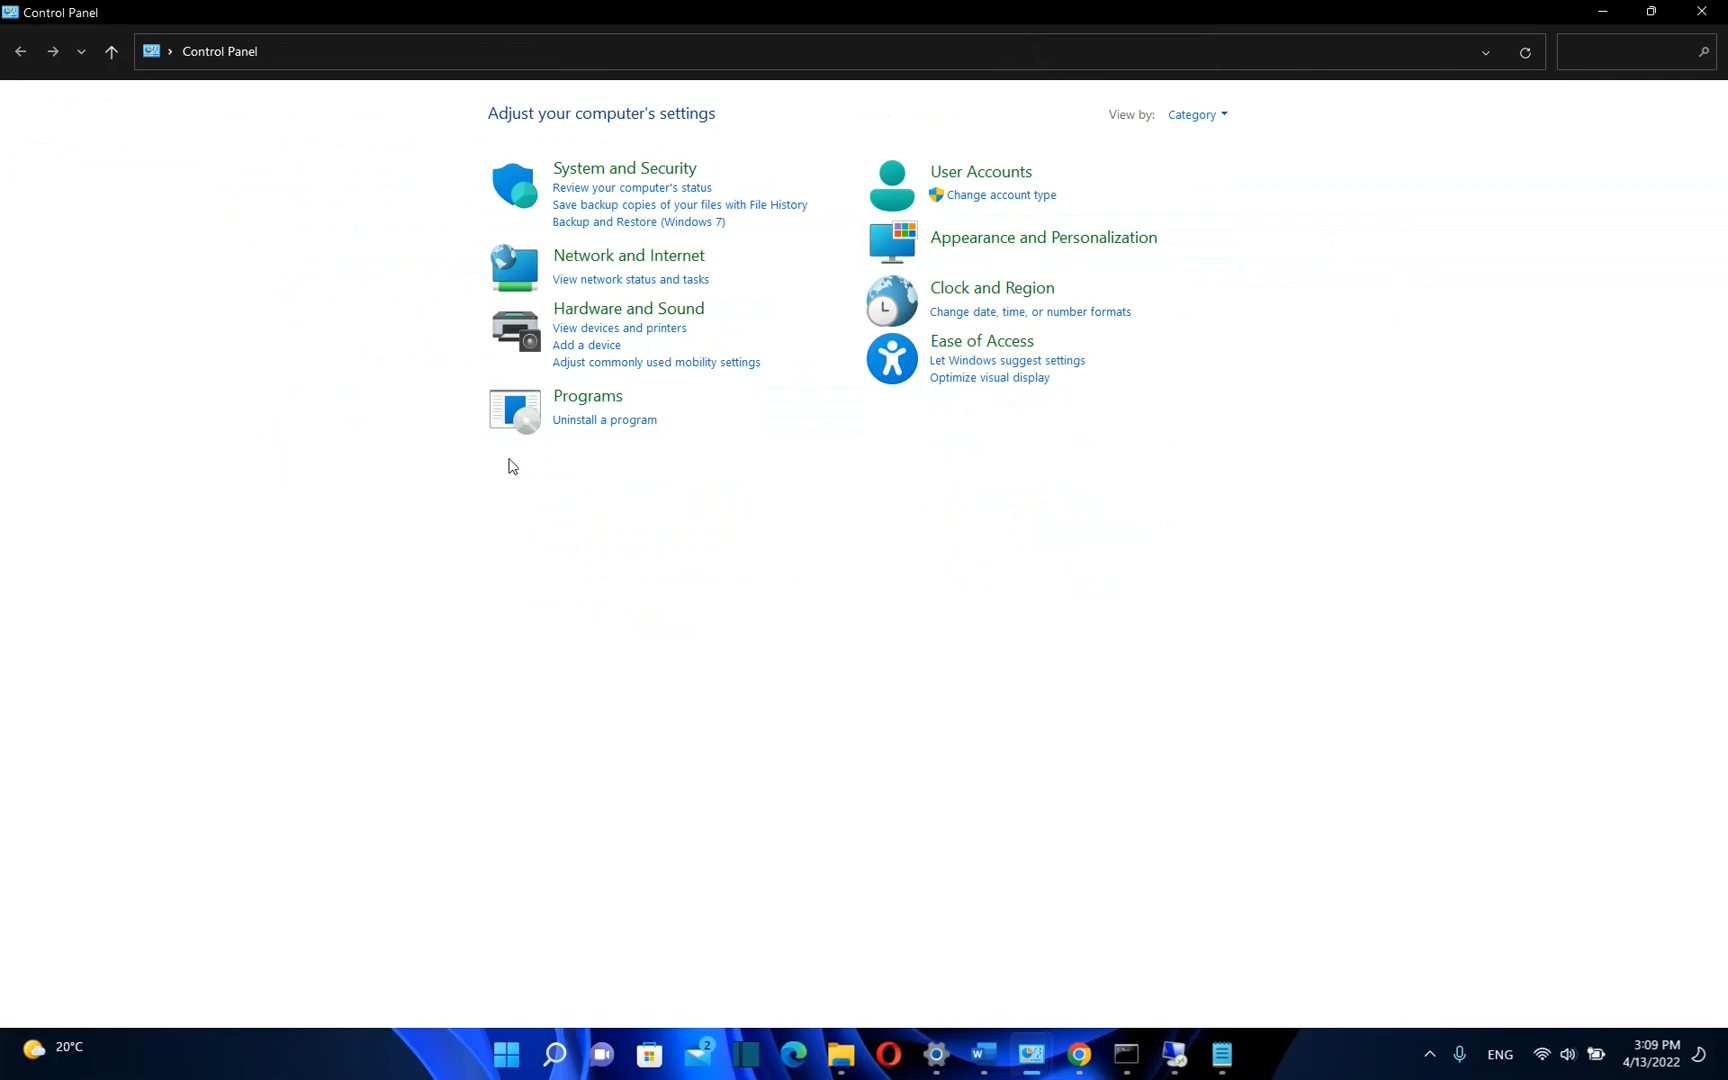 Control Panel
Control Panel
Adjust your computer's settings
View by: Category
System and Security
Review your computer's status
Save backup copies of your files with File History
Backup and Restore (Windows 7)
Network and Internet
View network status and tasks
Hardware and Sound
View devices and printers
Add a device
Adjust commonly used mobility settings
Programs
Uninstall a program
User Accounts
Change account type
Appearance and Personalization
Clock and Region
Change date, time, or number formats
Ease of Access
Let Windows suggest settings
Optimize visual display
20°C
2
W
ENG
3:09 PM
4/13/2022